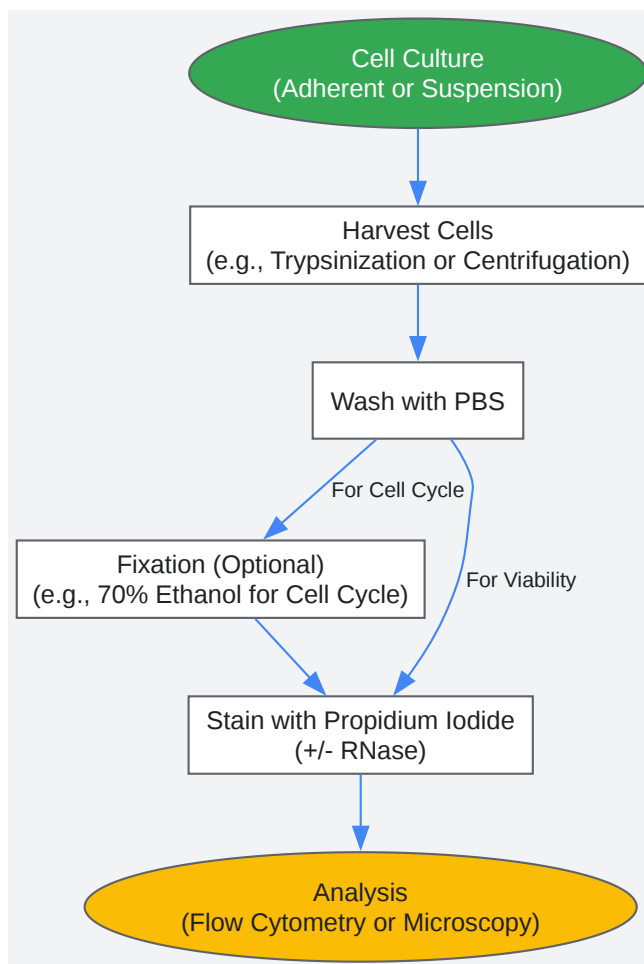 Cell Culture
(Adherent or Suspension)
Harvest Cells
(e.g., Trypsinization or Centrifugation)
Wash with PBS
For Cell Cycle
Fixation (Optional)
(e.g., 70% Ethanol for Cell Cycle)
For Viability
Stain with Propidium Iodide
(+/- RNase)
Analysis
(Flow Cytometry or Microscopy)